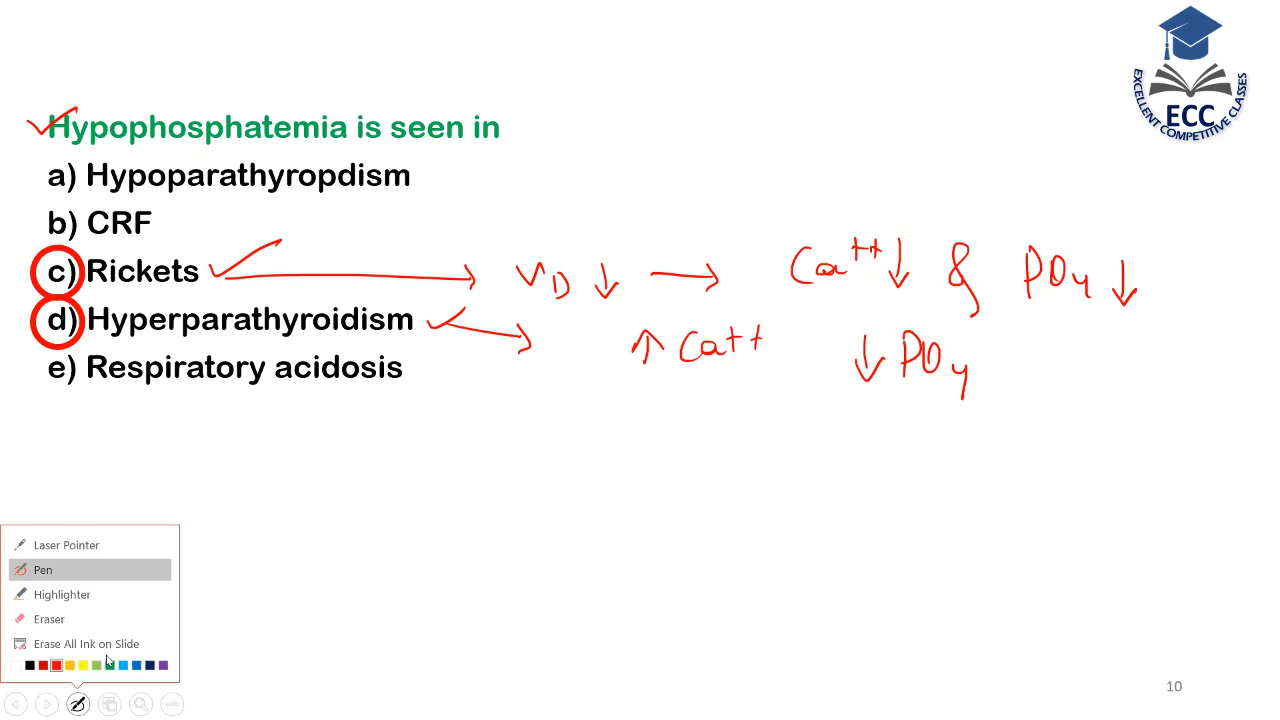 EXCELLENT COMPETITIVE CLASSES
ECC
Hypophosphatemia is seen in
a) Hypoparathyropdism
b) CRF
c) Rickets → VD ↓ → Ca++ ↓ & PO4 ↓
d) Hyperparathyroidism → ↑ Ca++ ↓ PO4
e) Respiratory acidosis
Laser Pointer
Pen
Highlighter
Eraser
Erase All Ink on Slide
10